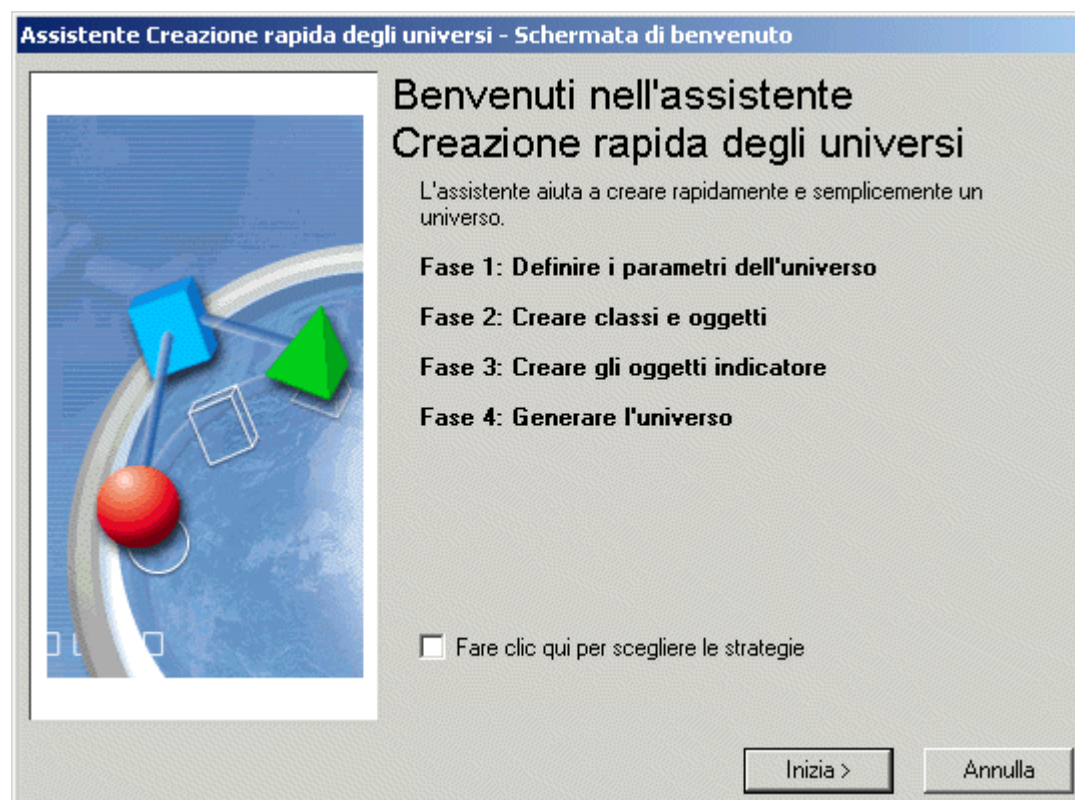 Assistente Creazione rapida degli universi - Schermata di benvenuto
Benvenuti nell'assistente
Creazione rapida degli universi
L'assistente aiuta a creare rapidamente e semplicemente un
universo.
Fase 1: Definire i parametri dell'universo
Fase 2: Creare classi e oggetti
Fase 3: Creare gli oggetti indicatore
Fase 4: Generare l'universo
Fare clic qui per scegliere le strategie
Inizia >
Annulla